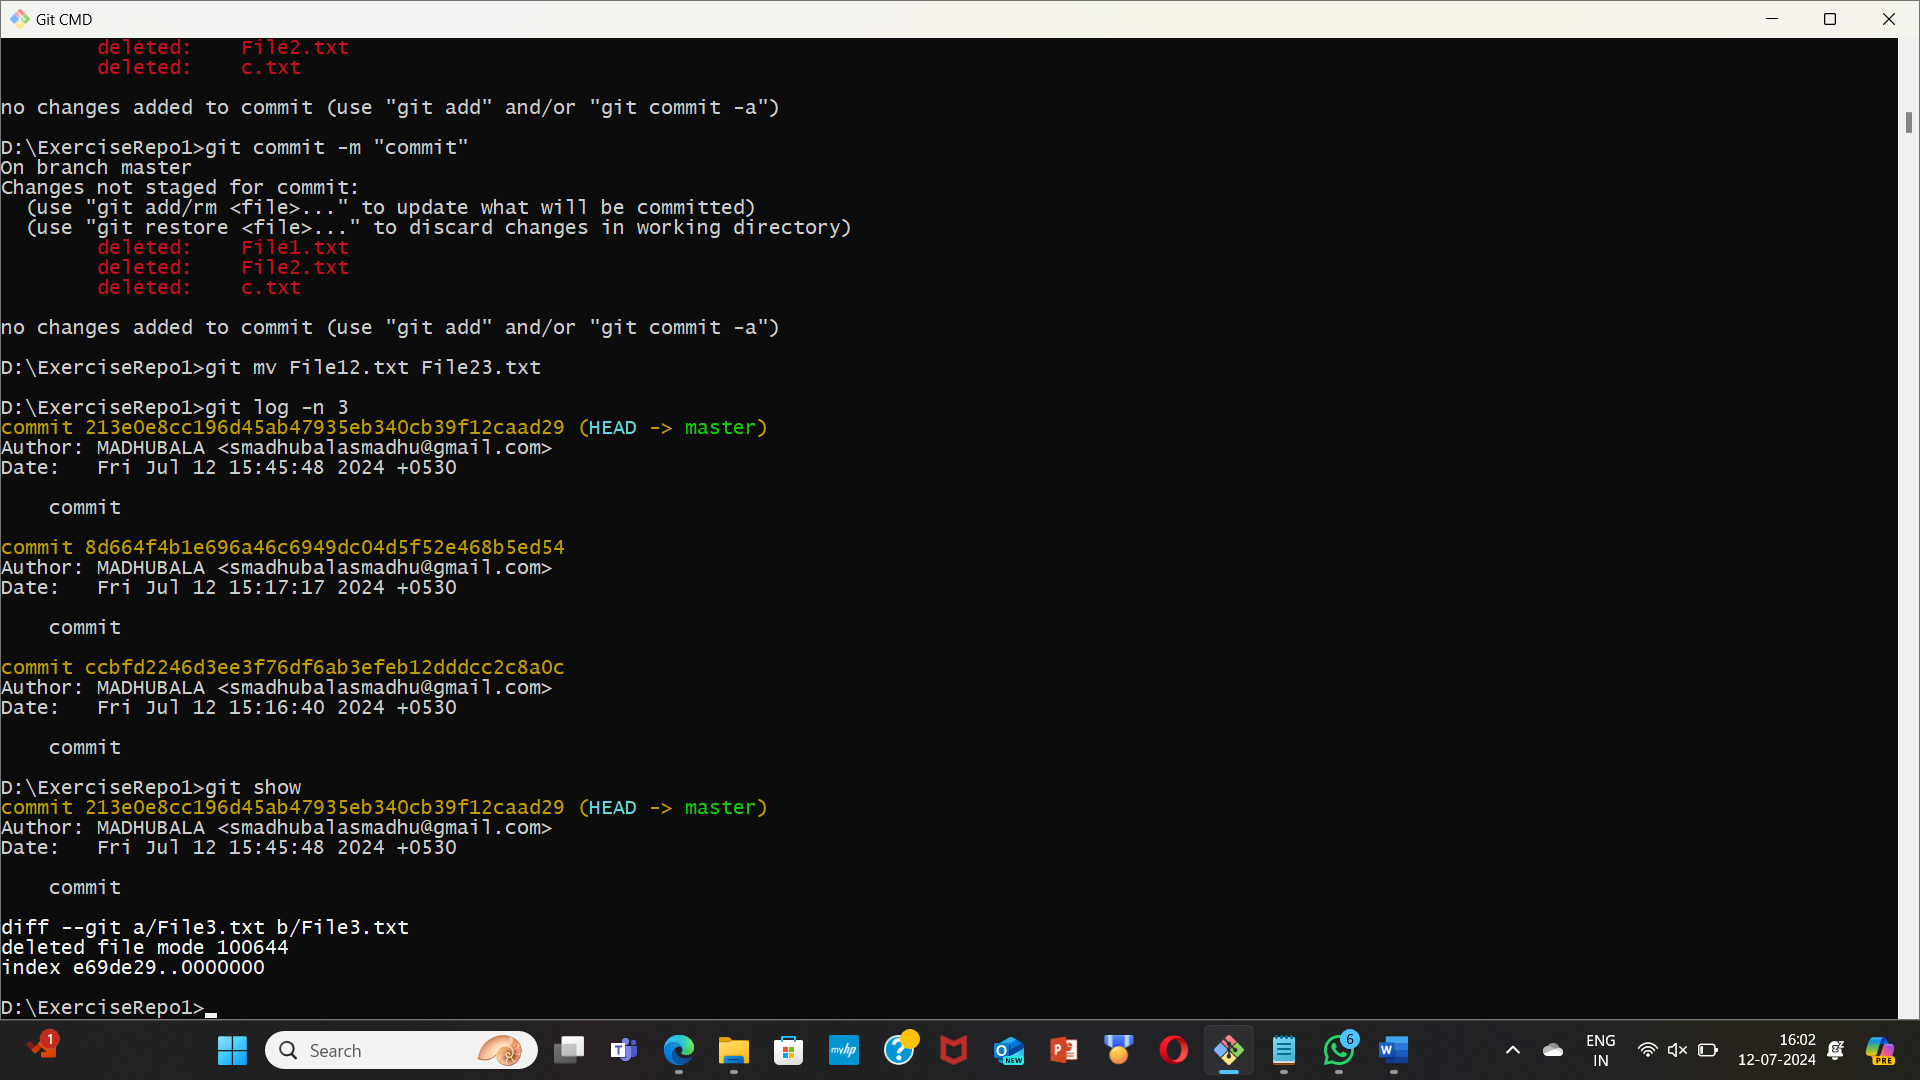 Git CMD
deleted: File2.txt
deleted: c.txt
no changes added to commit (use "git add" and/or "git commit -a")
D:\ExerciseRepo1>git commit -m "commit"
On branch master
Changes not staged for commit:
(use "git add/rm <file>..." to update what will be committed)
(use "git restore <file>..." to discard changes in working directory)
deleted: File1.txt
deleted: File2.txt
deleted: c.txt
no changes added to commit (use "git add" and/or "git commit -a")
D:\ExerciseRepo1>git mv File12.txt File23.txt
D:\ExerciseRepo1>git log -n 3
commit 213e0e8cc196d45ab47935eb340cb39f12caad29 (HEAD -> master)
Author: MADHUBALA <smadhubalasmadhu@gmail.com>
Date: Fri Jul 12 15:45:48 2024 +0530
commit
commit 8d664f4b1e696a46c6949dc04d5f52e468b5ed54
Author: MADHUBALA <smadhubalasmadhu@gmail.com>
Date: Fri Jul 12 15:17:17 2024 +0530
commit
commit ccbfd2246d3ee3f76df6ab3efeb12dddcc2c8a0c
Author: MADHUBALA <smadhubalasmadhu@gmail.com>
Date: Fri Jul 12 15:16:40 2024 +0530
commit
D:\ExerciseRepo1>git show
commit 213e0e8cc196d45ab47935eb340cb39f12caad29 (HEAD -> master)
Author: MADHUBALA <smadhubalasmadhu@gmail.com>
Date: Fri Jul 12 15:45:48 2024 +0530
commit
diff --git a/File3.txt b/File3.txt
deleted file mode 100644
index e69de29..0000000
D:\ExerciseRepo1>
1
Search
myhp
NEW
6
ENG
IN
16:02
12-07-2024
PRE